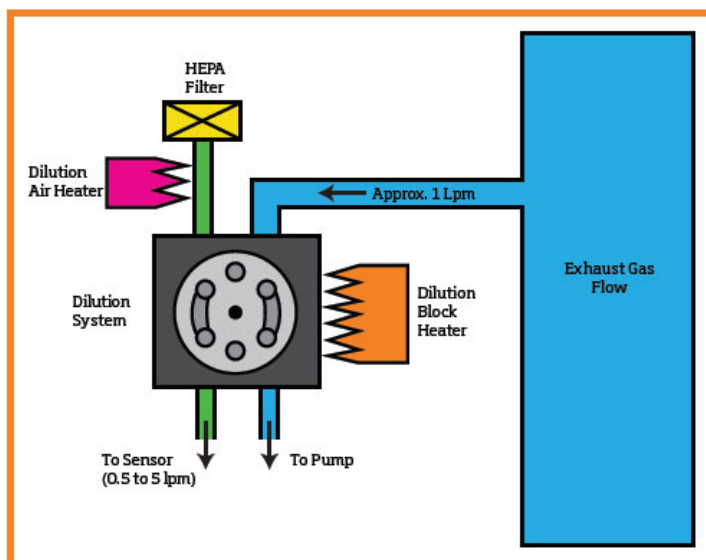 HEPA
Filter
Dilution
Air Heater
Approx. 1 Lpm
Exhaust Gas
Flow
Dilution
System
Dilution
Block
Heater
To Sensor
(0.5 to 5 lpm)
To Pump